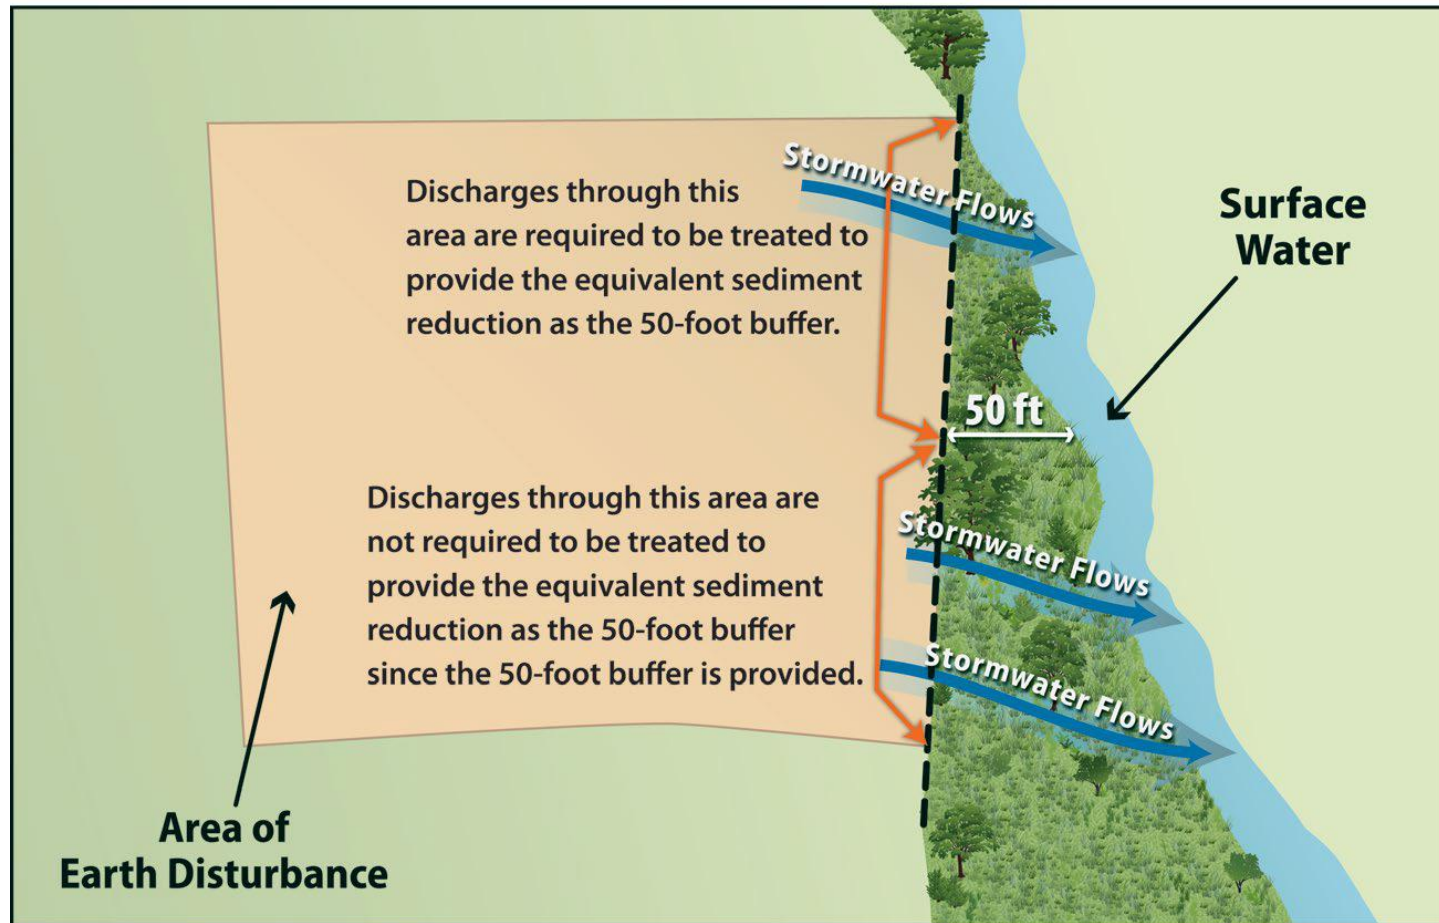 Stormwater Flows
Discharges through this
area are required to be treated to
provide the equivalent sediment
reduction as the 50-foot buffer.
Surface
Water
50 ft
Discharges through this area are
not required to be treated to
provide the equivalent sediment
reduction as the 50-foot buffer
since the 50-foot buffer is provided.
Stormwater Flows
Stormwater Flows
Area of
Earth Disturbance